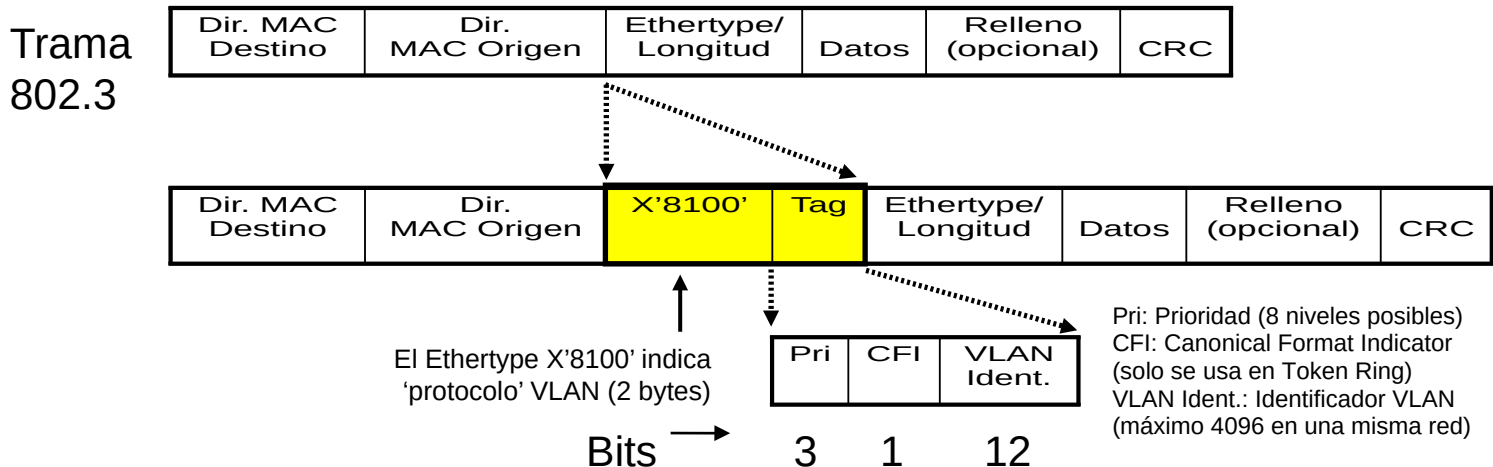 Trama
802.3
Dir. MAC
Destino
Dir.
MAC Origen
Ethertype/
Longitud
Datos
Relleno
(opcional)
CRC
Dir. MAC
Destino
Dir.
MAC Origen
X’8100’
Tag
Ethertype/
Longitud
Datos
Relleno
(opcional)
CRC
El Ethertype X’8100’ indica
‘protocolo’ VLAN (2 bytes)
Pri
CFI
VLAN
Ident.
Pri: Prioridad (8 niveles posibles)
CFI: Canonical Format Indicator
(solo se usa en Token Ring)
VLAN Ident.: Identificador VLAN
(máximo 4096 en una misma red)
Bits
3
1
12